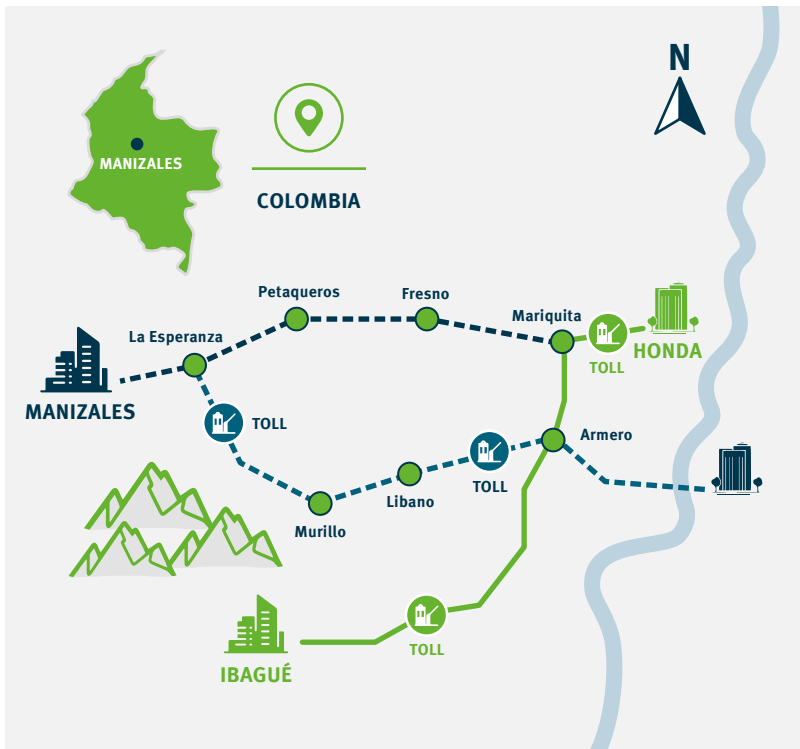 N
MANIZALES
COLOMBIA
Petaqueros
Fresno
Mariquita
La Esperanza
HONDA
TOLL
MANIZALES
TOLL
Armero
TOLL
Libano
Murillo
TOLL
IBAGUÉ